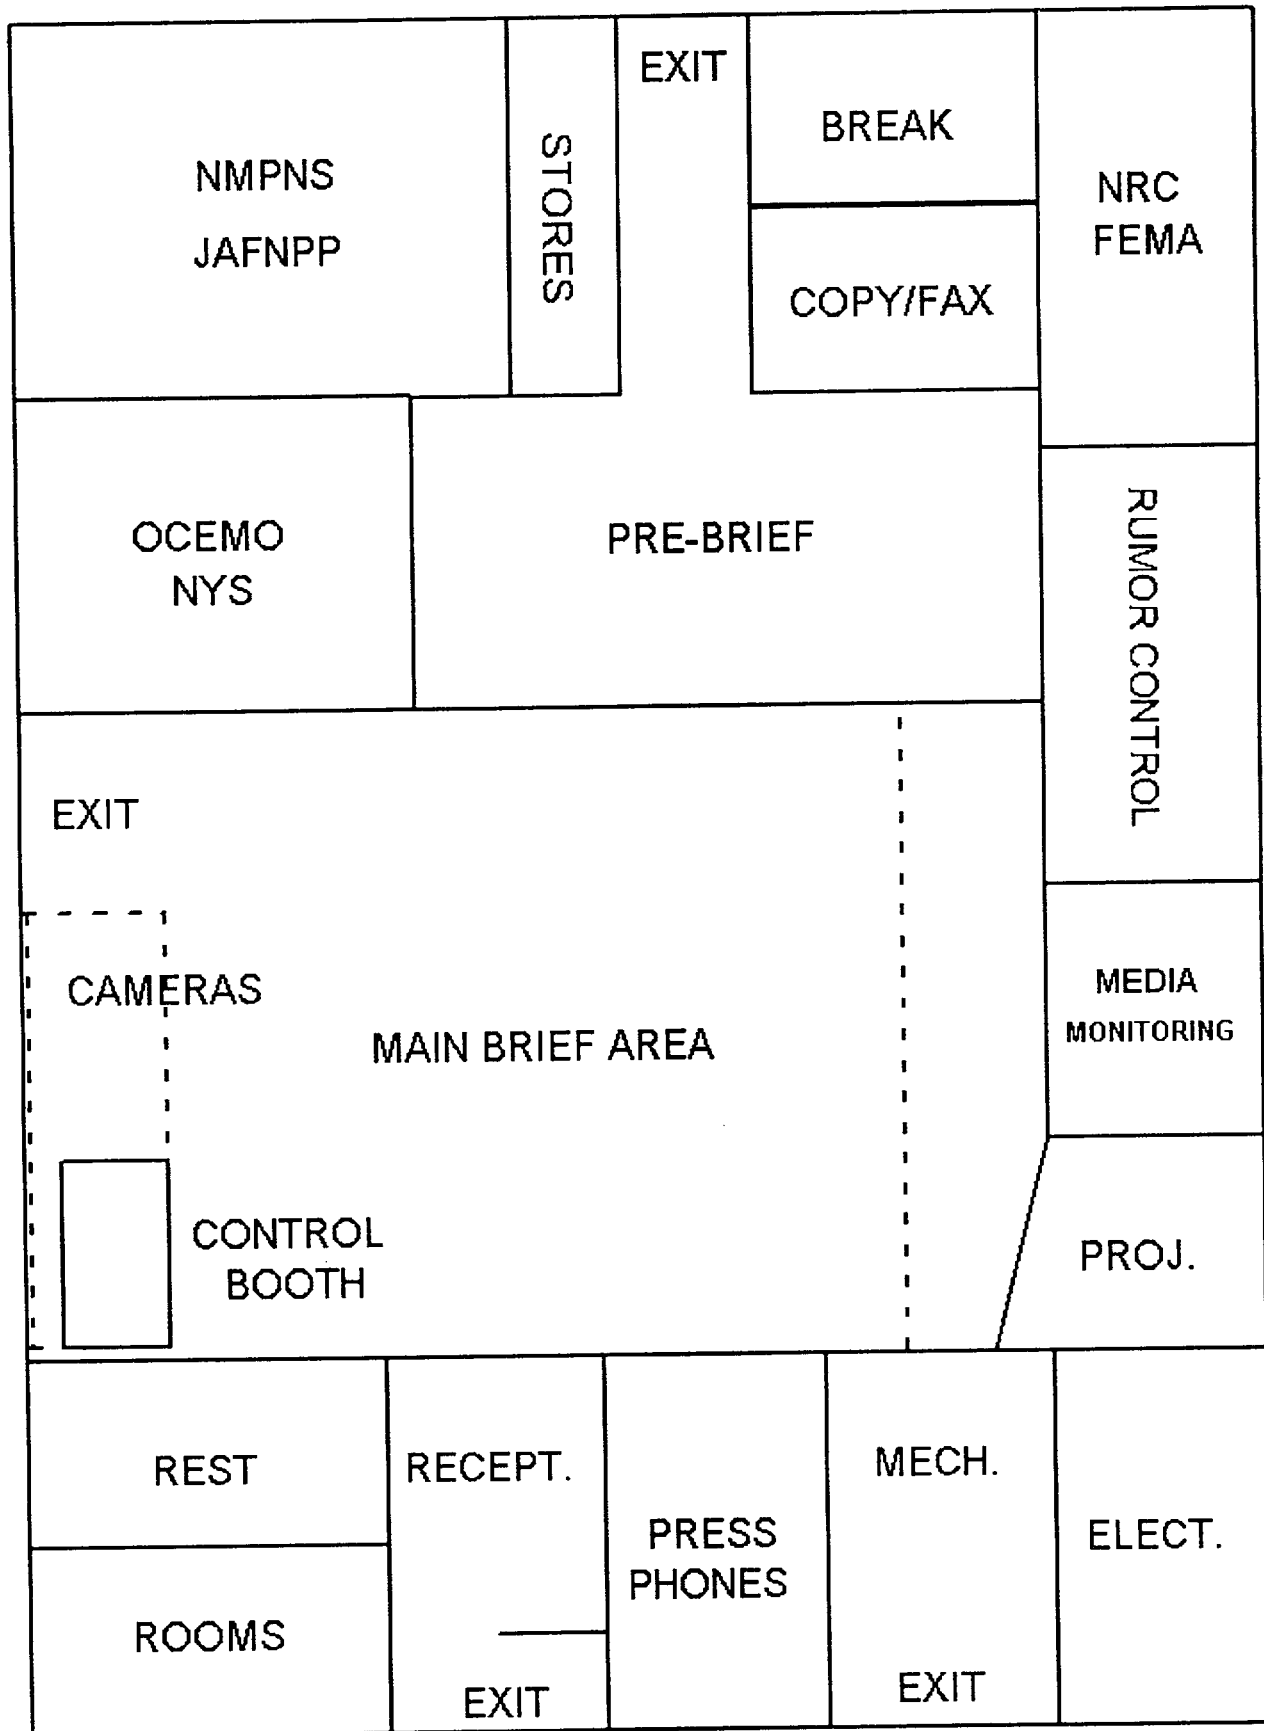 EXIT
BREAK
NMPNS
JAFNPP
STORES
NRC
FEMA
COPY/FAX
OCEMO
NYS
PRE-BRIEF
RUMOR CONTROL
EXIT
CAMERAS
MAIN BRIEF AREA
MEDIA
MONITORING
CONTROL
BOOTH
PROJ.
REST
ROOMS
RECEPT.
EXIT
PRESS
PHONES
MECH.
EXIT
ELECT.